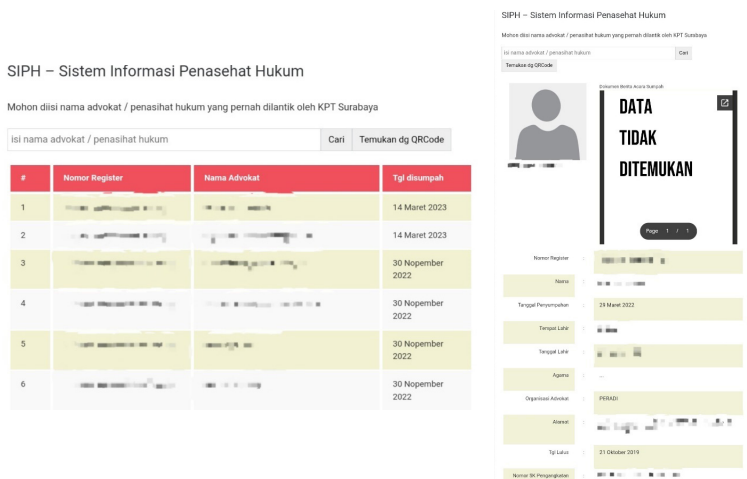 SIPH – Sistem Informasi Penasehat Hukum
Mohon diisi nama advokat / penasihat hukum yang pernah dilantik oleh KPT Surabaya
isi nama advokat / penasihat hukum
Cari
Temukan dg QRCode
# Nomor Register Nama Advokat Tgl disumpah
1 14 Maret 2023
2 14 Maret 2023
3 30 Nopember
2022
4 30 Nopember
2022
5 30 Nopember
2022
6 30 Nopember
2022
SIPH – Sistem Informasi Penasehat Hukum
Mohon diisi nama advokat / penasihat hukum yang pernah dilantik oleh KPT Surabaya
isi nama advokat / penasihat hukum
Cari
Temukan dg QRCode
Dokumen Berita Acara Sumpah
DATA
TIDAK
DITEMUKAN
Page 1 / 1
Nomor Register :
Nama :
Tanggal Penyumpahan : 29 Maret 2022
Tempat Lahir :
Tanggal Lahir :
Agama : ...
Organisasi Advokat : PERADI
Alamat :
Tgl Lulus : 21 Oktober 2019
Nomor SK Pengangkatan :